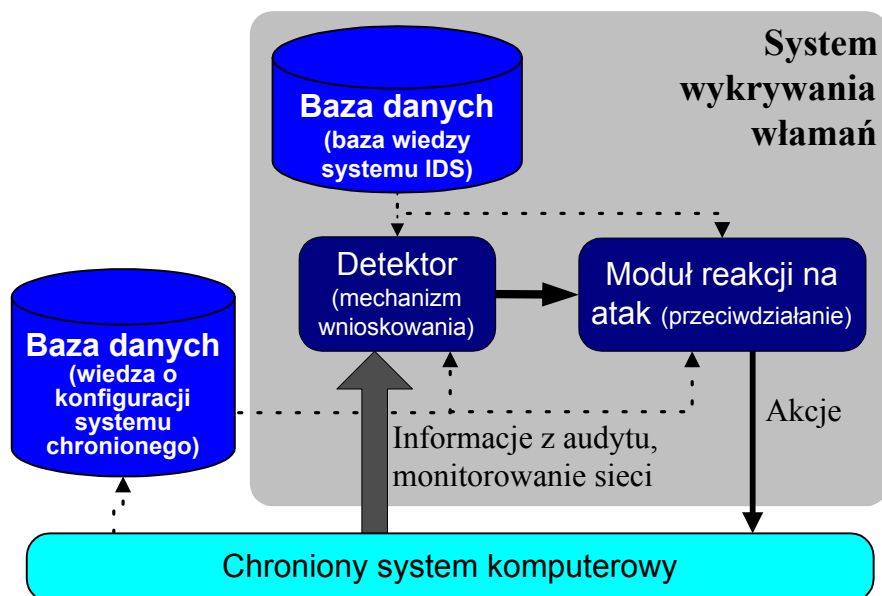 System
wykrywania
włamań
Baza danych
(baza wiedzy
systemu IDS)
Detektor
(mechanizm
wnioskowania)
Moduł reakcji na
atak (przeciwdziałanie)
Baza danych
(wiedza o
konfiguracji
systemu
chronionego)
Informacje z audytu,
monitorowanie sieci
Akcje
Chroniony system komputerowy